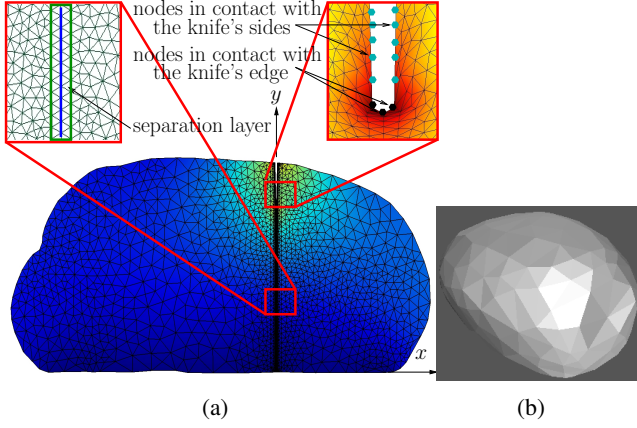 nodes in contact with
the knife's sides
nodes in contact with
the knife's edge
y
separation layer
x
(a)
(b)